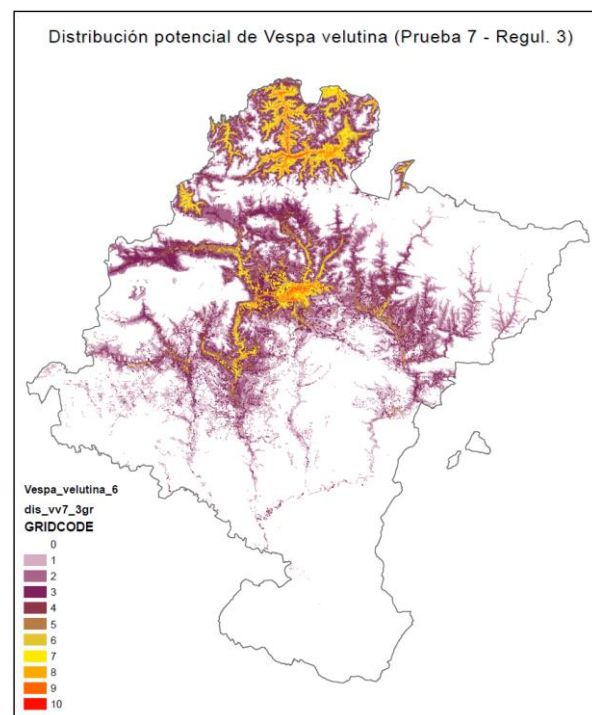 Distribución potencial de Vespa velutina (Prueba 7 - Regul. 3)
Vespa_velutina_6
dis_vv7_3gr
GRIDCODE
0
1
2
3
4
5
6
7
8
9
10